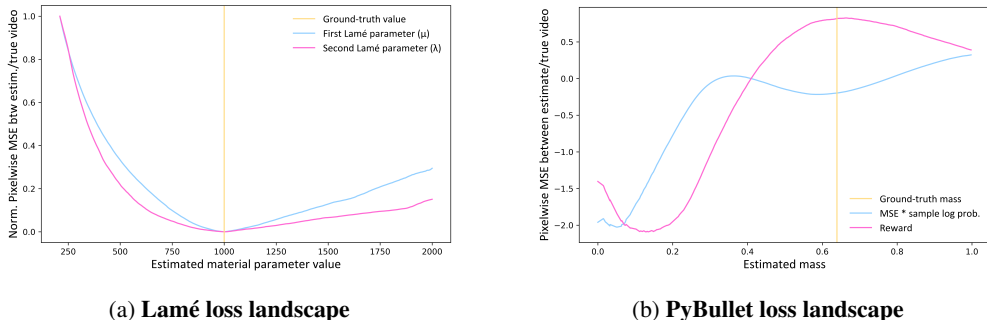 Norm. Pixelwise MSE btw estim./true video
1.0
0.8
0.6
0.4
0.2
0.0
Ground-truth value
First Lamé parameter (μ)
Second Lamé parameter (λ)
250 500 750 1000 1250 1500 1750 2000
Estimated material parameter value
(a) Lamé loss landscape
Pixelwise MSE between estimate/true video
0.5
0.0
−0.5
−1.0
−1.5
−2.0
Ground-truth mass
MSE * sample log prob.
Reward
0.0 0.2 0.4 0.6 0.8 1.0
Estimated mass
(b) PyBullet loss landscape